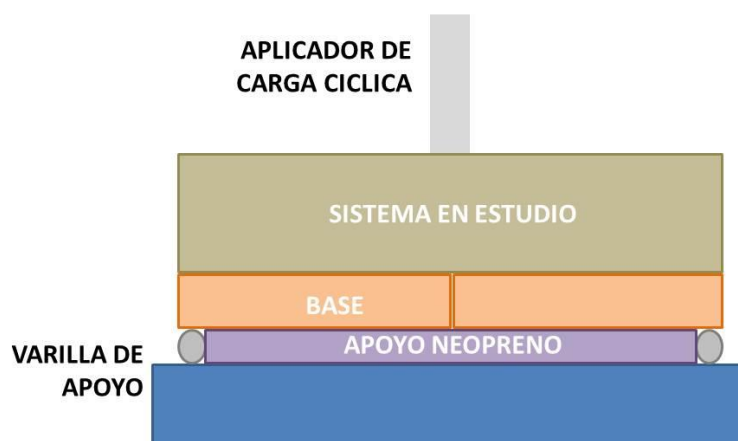 APLICADOR DE
CARGA CICLICA
SISTEMA EN ESTUDIO
BASE
APOYO NEOPRENO
VARILLA DE
APOYO